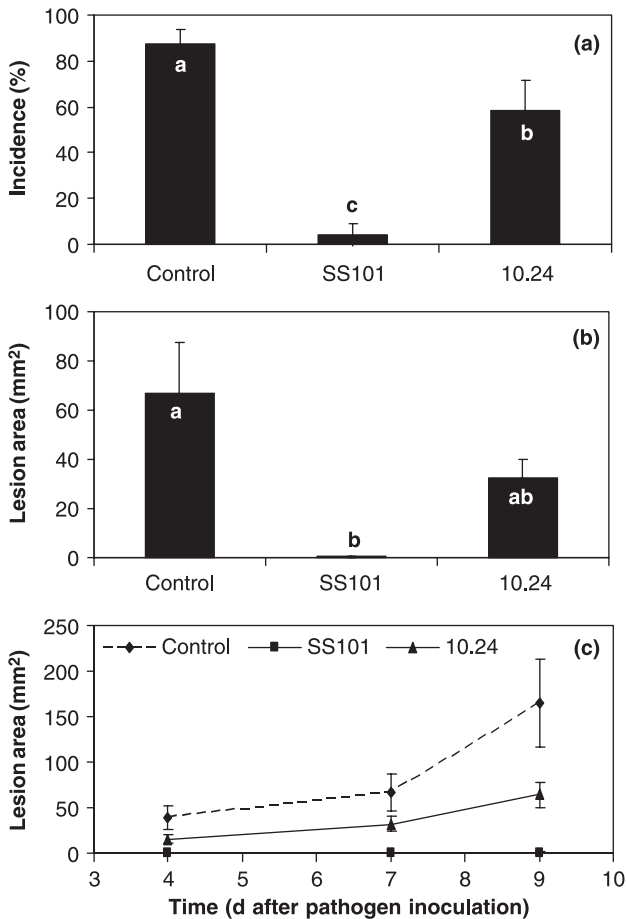 100
80
60
40
20
0
Incidence (%)
(a)
a
c
b
Control SS101 10.24
100
80
60
40
20
0
Lesion area (mm²)
(b)
a
b
ab
Control SS101 10.24
250
200
150
100
50
0
Lesion area (mm²)
Control SS101 10.24
(c)
3 4 5 6 7 8 9 10
Time (d after pathogen inoculation)